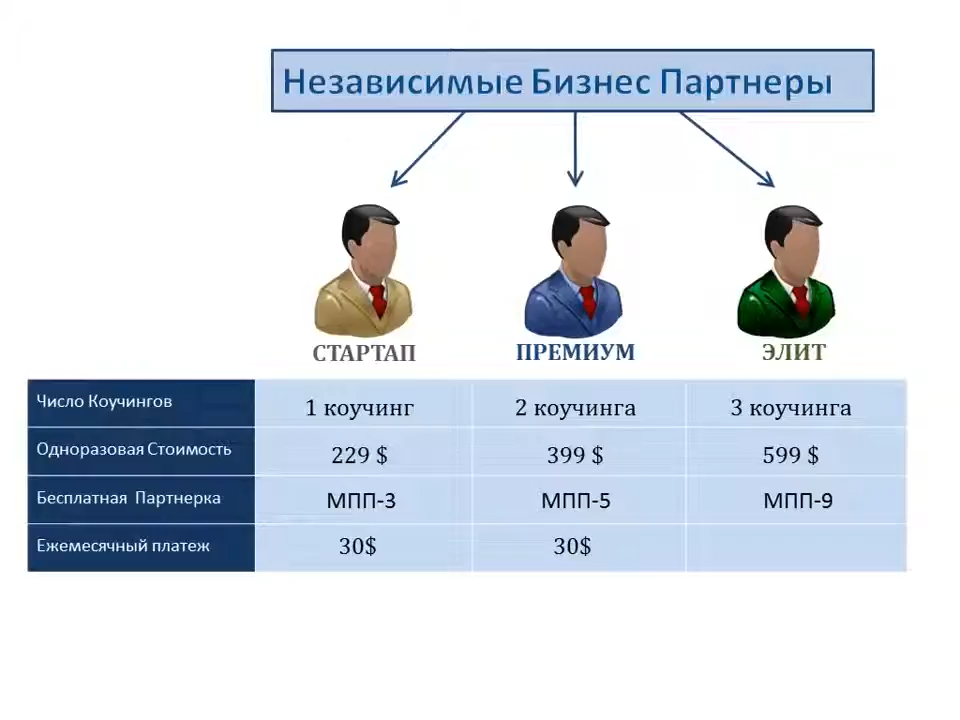 Независимые Бизнес Партнеры
СТАРТАП ПРЕМИУМ ЭЛИТ
Число Коучингов 1 коучинг 2 коучинга 3 коучинга
Одноразовая Стоимость 229 $ 399 $ 599 $
Бесплатная Партнерка МПП-3 МПП-5 МПП-9
Ежемесячный платеж 30$ 30$